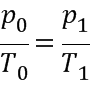 p₀/T₀ = p₁/T₁